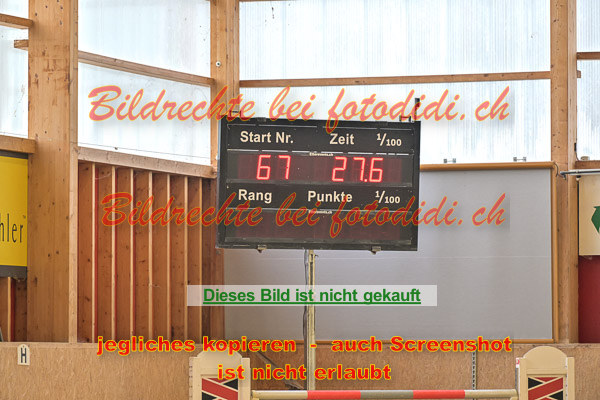 Bildrechte bei fotodidi.ch
Start Nr. Zeit 1/100
67 27.6
Rang Punkte 1/100
Bildrechte bei fotodidi.ch
hler
Dieses Bild ist nicht gekauft
jegliches kopieren - auch Screenshot
ist nicht erlaubt
H